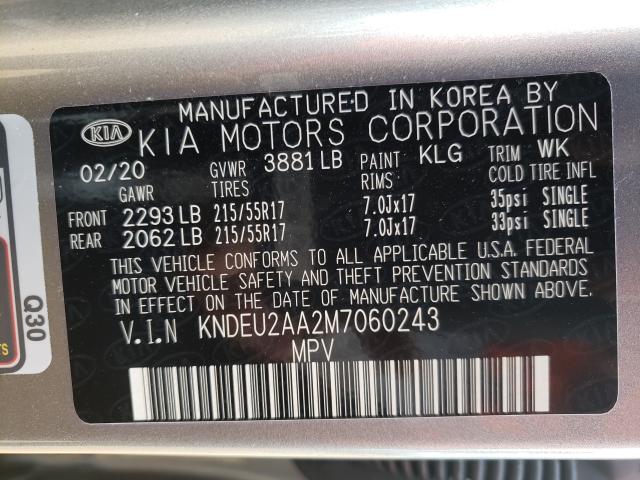 MANUFACTURED IN KOREA BY
KIA KIA MOTORS CORPORATION
02/20 GVWR 3881 LB PAINT KLG TRIM WK
GAWR TIRES RIMS COLD TIRE INFL
FRONT 2293 LB 215/55R17 7.0Jx17 35psi SINGLE
REAR 2062 LB 215/55R17 7.0Jx17 33psi SINGLE
THIS VEHICLE CONFORMS TO ALL APPLICABLE U.S.A. FEDERAL
MOTOR VEHICLE SAFETY AND THEFT PREVENTION STANDARDS
IN EFFECT ON THE DATE OF MANUFACTURE SHOWN ABOVE.
V.I.N KNDEU2AA2M7060243
MPV
Q30